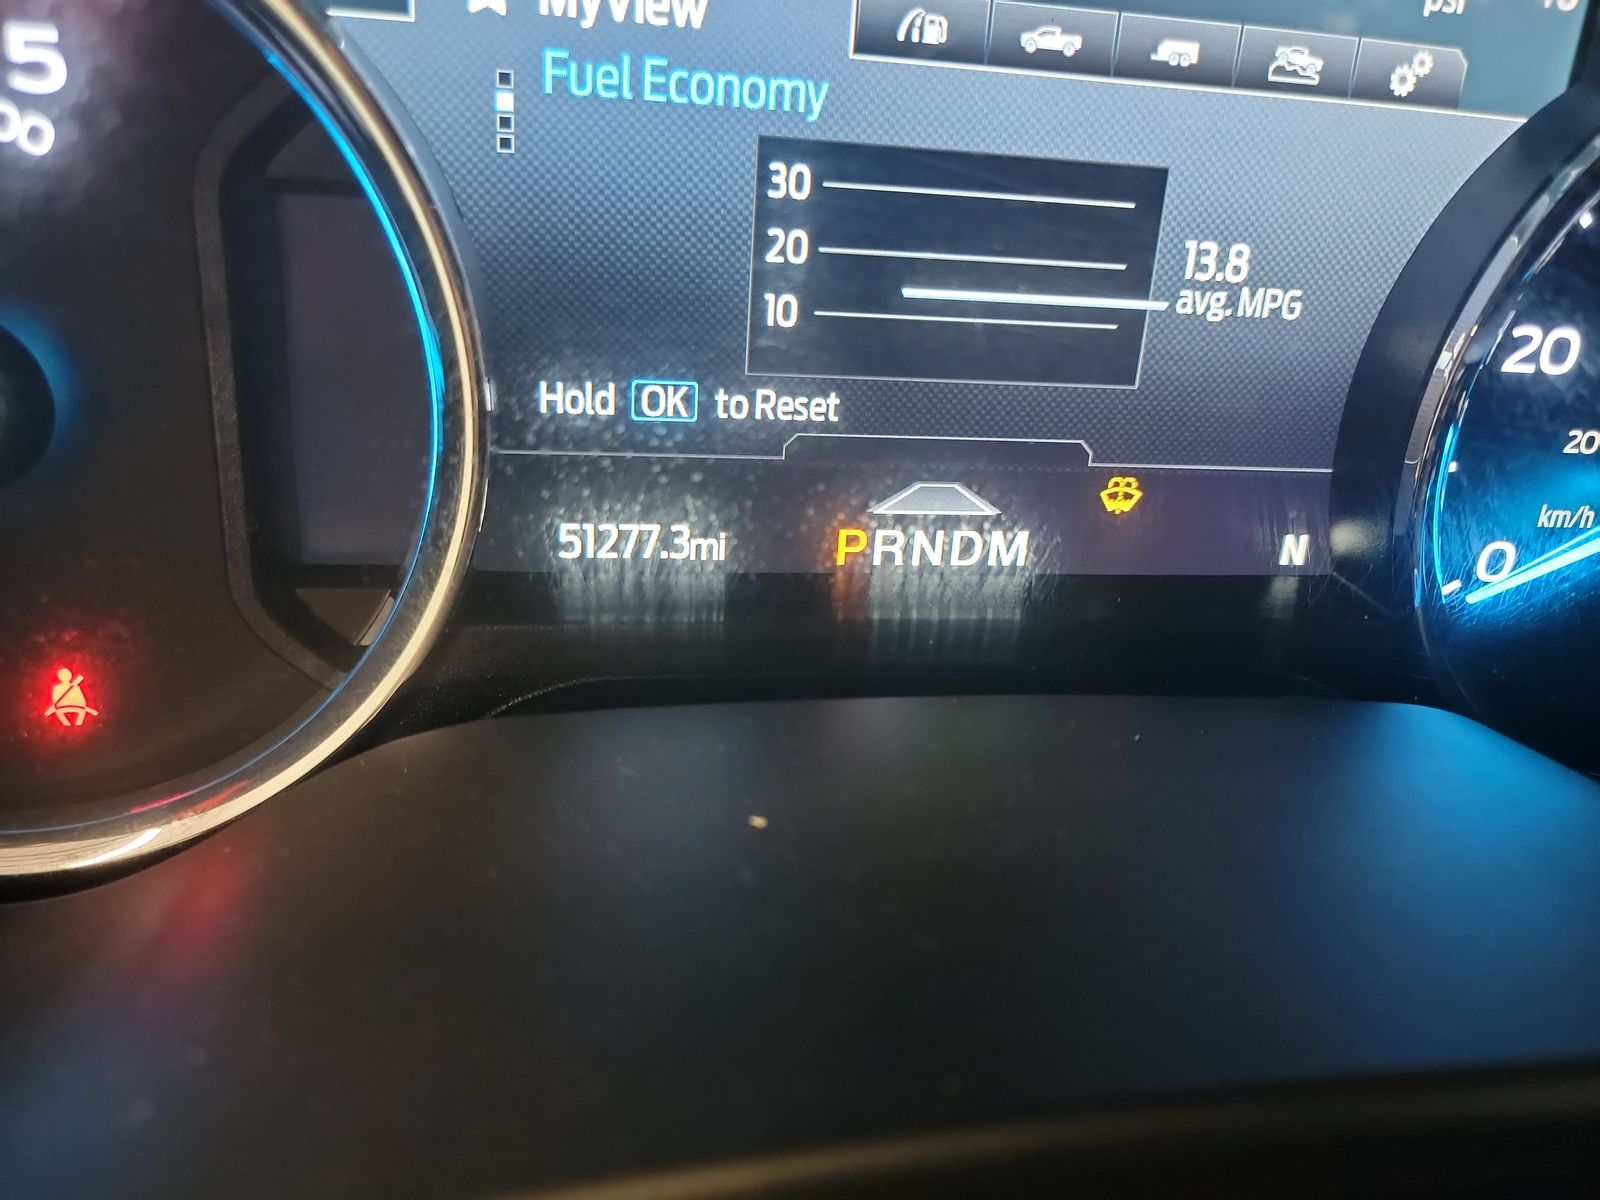 MyView
psi
5
Fuel Economy
30
20
10
13.8
avg. MPG
Hold OK to Reset
51277.3mi
PRNDM
N
20
20
km/h
0